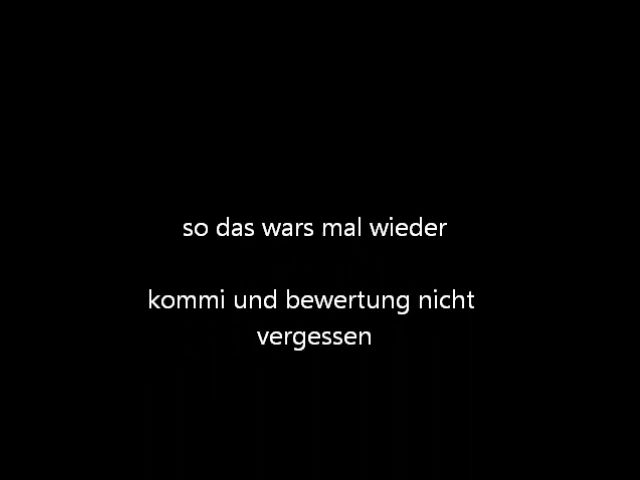 so das wars mal wieder
kommi und bewertung nicht
vergessen